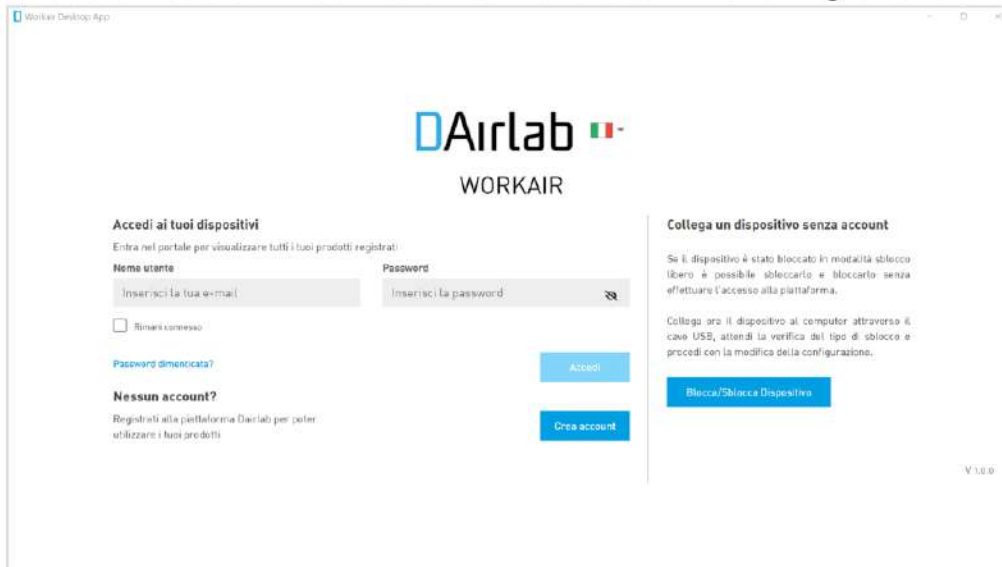 Workair Desktop App
DAırlab
WORKAIR
Accedi ai tuoi dispositivi
Entra nel portale per visualizzare tutti i tuoi prodotti registrati
Nome utente
Password
Inserisci la tua e-mail
Inserisci la password
Rimani connesso
Password dimenticata?
Accedi
Nessun account?
Registrati alla piattaforma Dairlab per poter
utilizzare i tuoi prodotti
Crea account
Collega un dispositivo senza account
Se il dispositivo è stato bloccato in modalità sblocco
libero è possibile sbloccarlo e bloccarlo senza
effettuare l'accesso alla piattaforma.
Collega ora il dispositivo al computer attraverso il
cavo USB, attendi la verifica del tipo di sblocco e
procedi con la modifica della configurazione.
Blocca/Sblocca Dispositivo
V 1.0.0